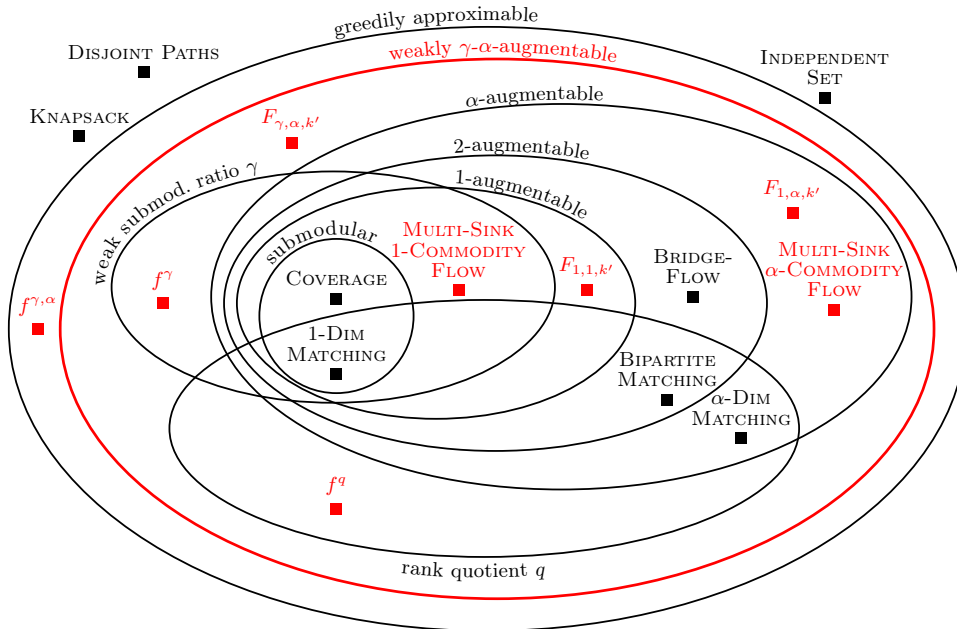 greedily approximable
DISJOINT PATHS
weakly γ-α-augmentable
INDEPENDENT
SET
α-augmentable
KNAPSACK
F_{γ,α,k′}
2-augmentable
weak submod. ratio γ
1-augmentable
F_{1,α,k′}
submodular
MULTI-SINK
1-COMMODITY
FLOW
F_{1,1,k′}
BRIDGE-
FLOW
MULTI-SINK
α-COMMODITY
FLOW
COVERAGE
f^γ
f^{γ,α}
1-DIM
MATCHING
BIPARTITE
MATCHING
α-DIM
MATCHING
f^q
rank quotient q